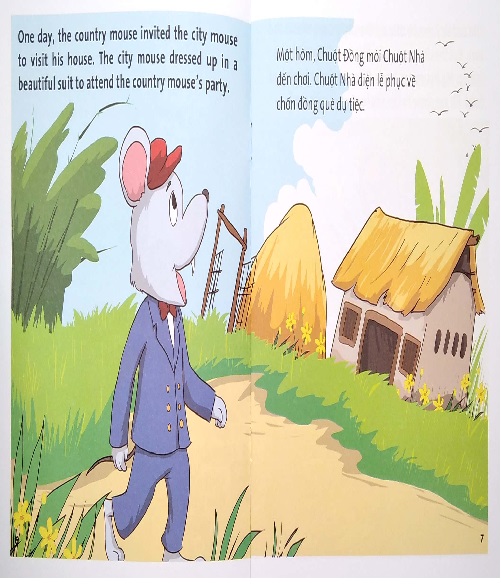 One day, the country mouse invited the city mouse
to visit his house. The city mouse dressed up in a
beautiful suit to attend the country mouse's party.
Một hôm, Chuột Đồng mời Chuột Nhà
đến chơi. Chuột Nhà diện lễ phục về
chốn đồng quê dự tiệc.
7